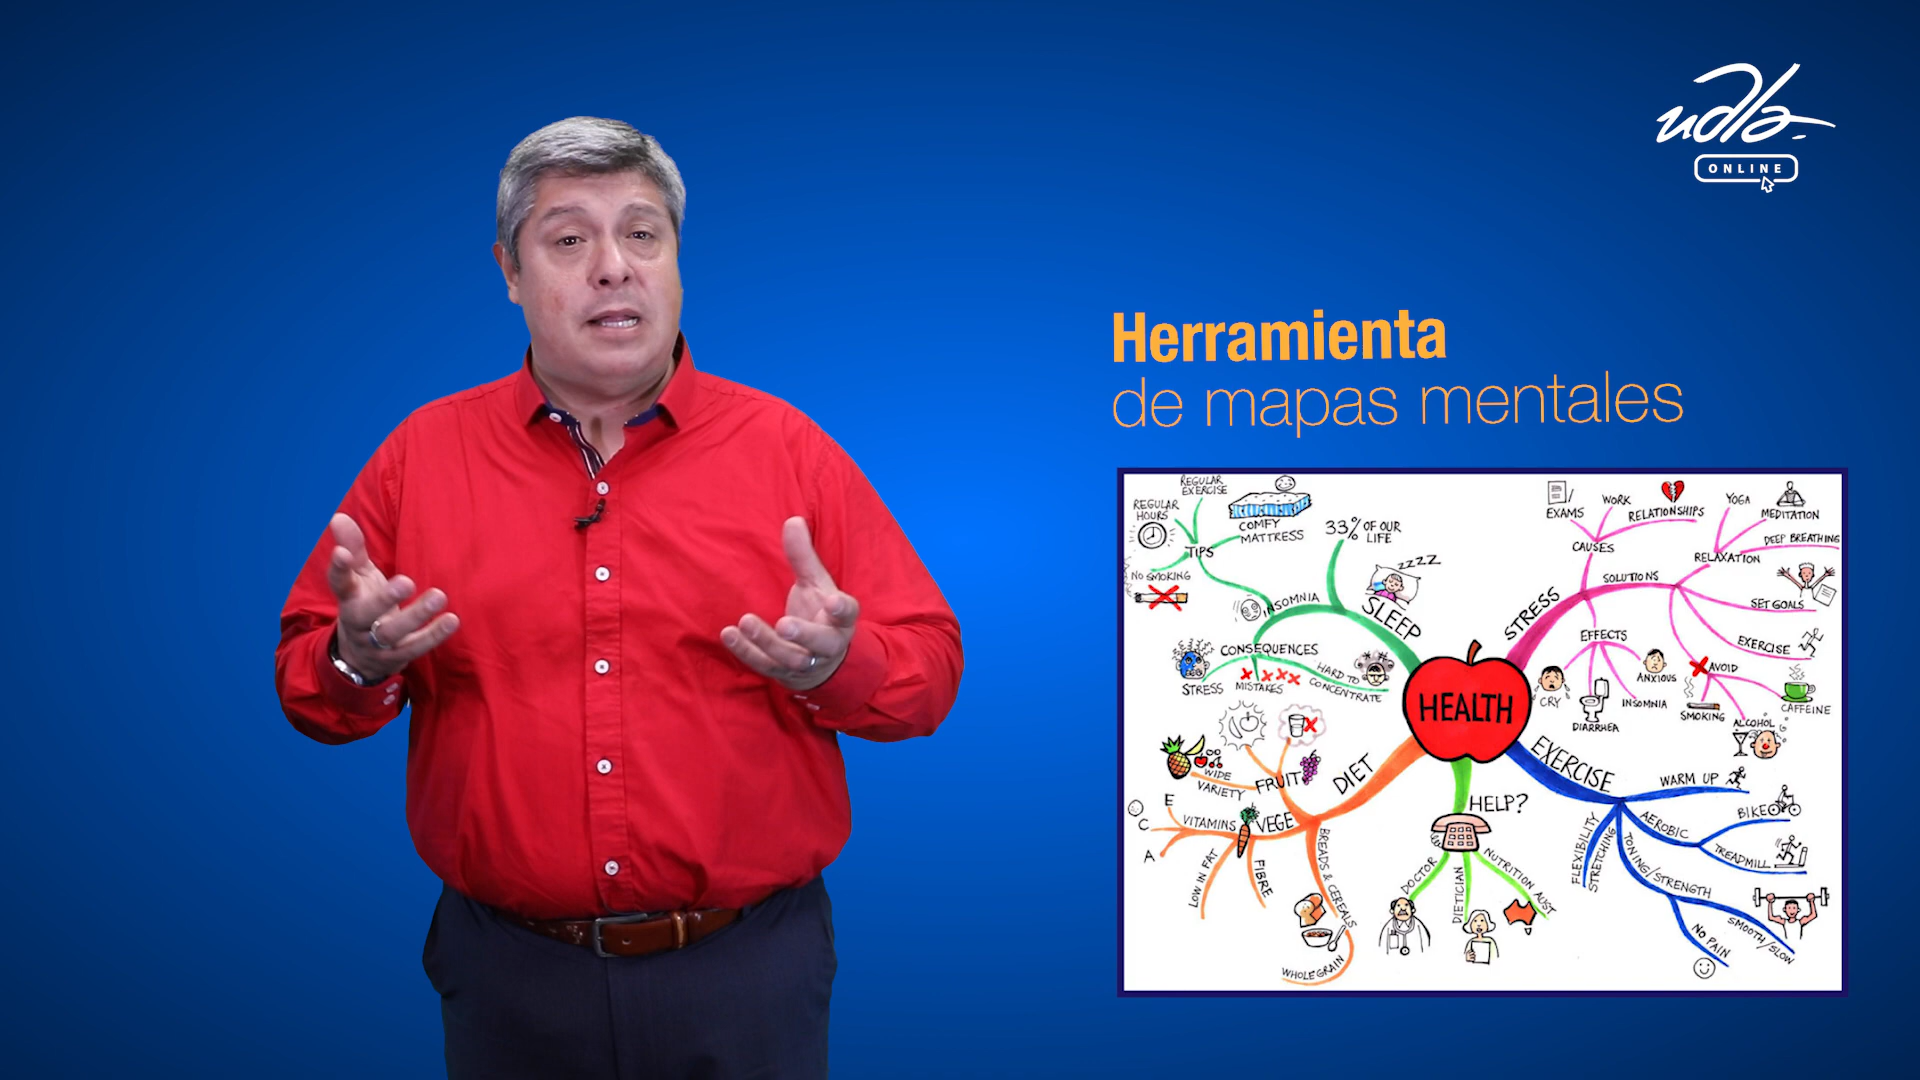 udla.
ONLINE
Herramienta
de mapas mentales
HEALTH
SLEEP
33% OF OUR
LIFE
ZZZZ
INSOMNIA
TIPS
REGULAR
EXERCISE
REGULAR
HOURS
COMFY
MATTRESS
NO SMOKING
CONSEQUENCES
STRESS
MISTAKES
HARD TO
CONCENTRATE
STRESS
CAUSES
EXAMS
WORK
RELATIONSHIPS
SOLUTIONS
RELAXATION
YOGA
MEDITATION
DEEP BREATHING
SET GOALS
EXERCISE
AVOID
SMOKING
ALCOHOL
CAFFEINE
EFFECTS
CRY
DIARRHEA
INSOMNIA
ANXIOUS
DIET
FRUIT
WIDE
VARIETY
VEGE
VITAMINS
E
C
A
LOW IN FAT
FIBRE
BREADS & CEREALS
WHOLEGRAIN
HELP?
DOCTOR
DIETICIAN
NUTRITION AUST
EXERCISE
WARM UP
AEROBIC
BIKE
TREADMILL
TONING/STRENGTH
SMOOTH/SLOW
NO PAIN
FLEXIBILITY
STRETCHING